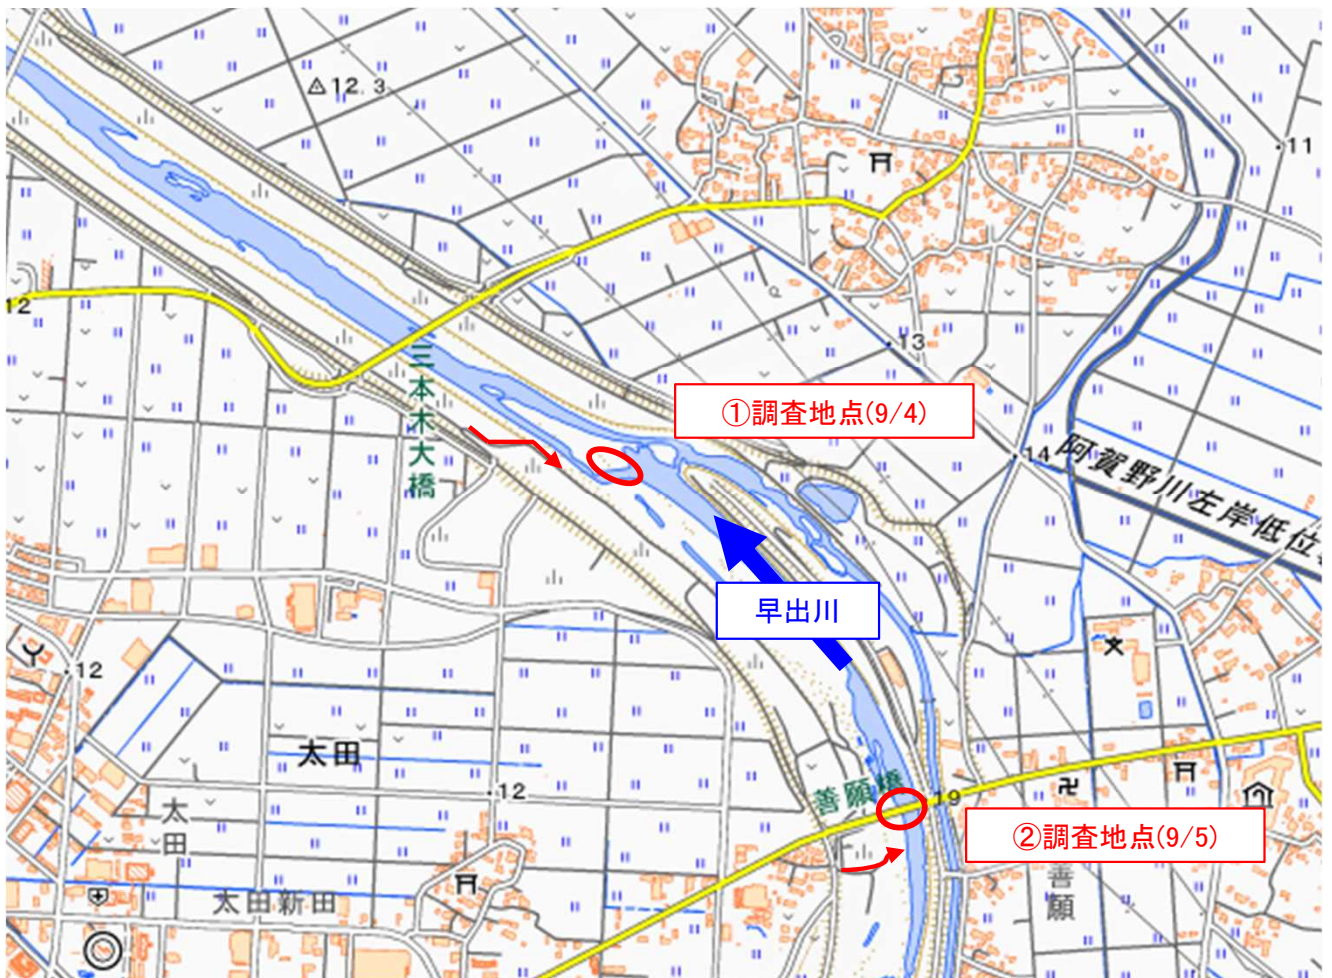 12.3
11
12
三本木大橋
13
①調査地点(9/4)
14
阿賀野川左岸低位
早出川
12
太田
12
善願橋
19
太田
②調査地点(9/5)
善願
太田新田